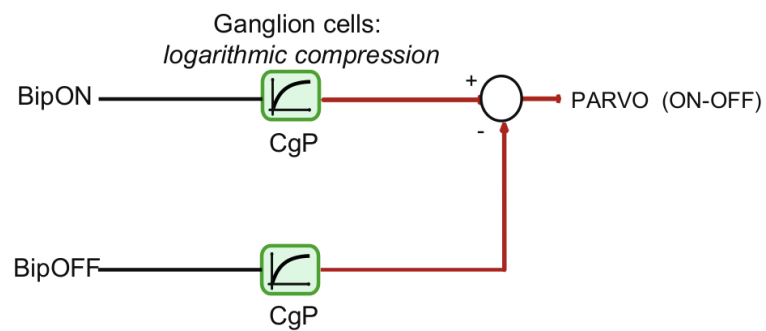 Ganglion cells:
logarithmic compression
BipON
+
PARVO (ON-OFF)
-
CgP
BipOFF
CgP